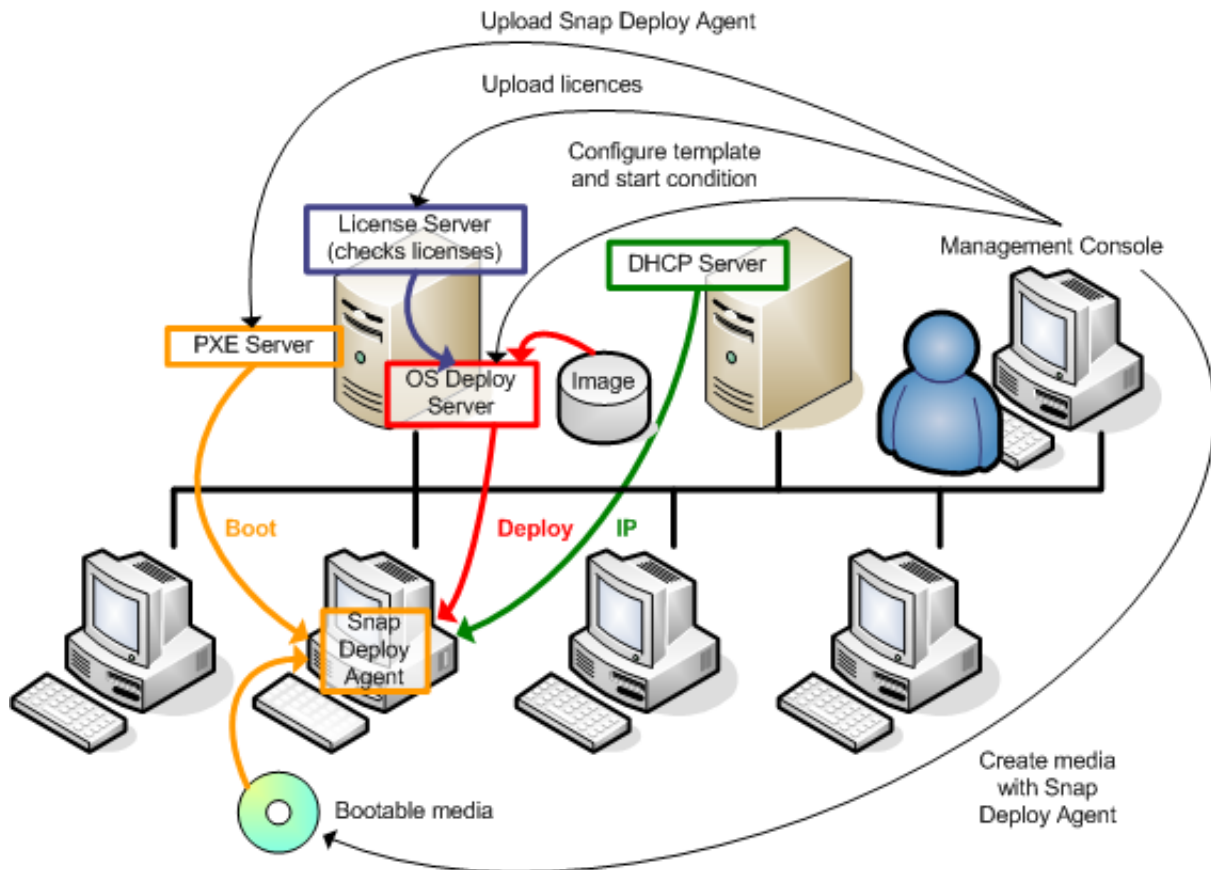 Upload Snap Deploy Agent
Upload licences
Configure template
and start condition
License Server
(checks licenses)
DHCP Server
Management Console
PXE Server
OS Deploy
Server
Image
Boot
Deploy
IP
Snap
Deploy
Agent
Bootable media
Create media
with Snap
Deploy Agent